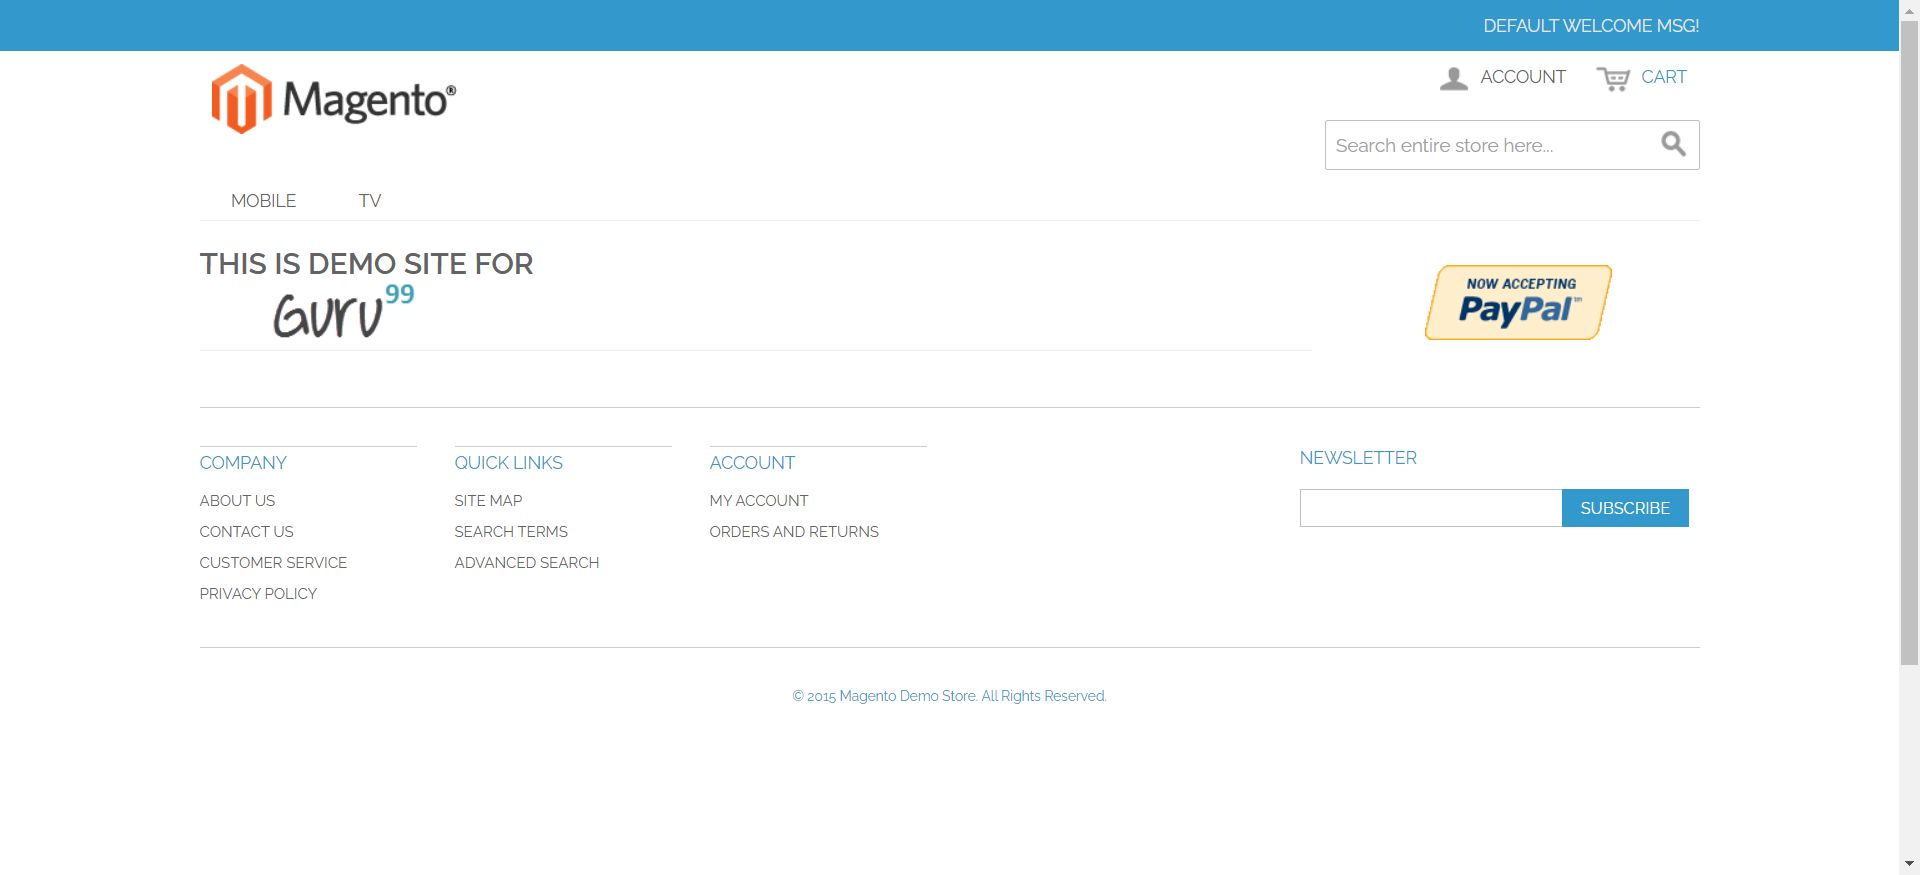 DEFAULT WELCOME MSG!
Magento®
ACCOUNT
CART
Search entire store here...
MOBILE
TV
THIS IS DEMO SITE FOR
Guru99
NOW ACCEPTING
PayPal™
COMPANY
ABOUT US
CONTACT US
CUSTOMER SERVICE
PRIVACY POLICY
QUICK LINKS
SITE MAP
SEARCH TERMS
ADVANCED SEARCH
ACCOUNT
MY ACCOUNT
ORDERS AND RETURNS
NEWSLETTER
SUBSCRIBE
© 2015 Magento Demo Store. All Rights Reserved.